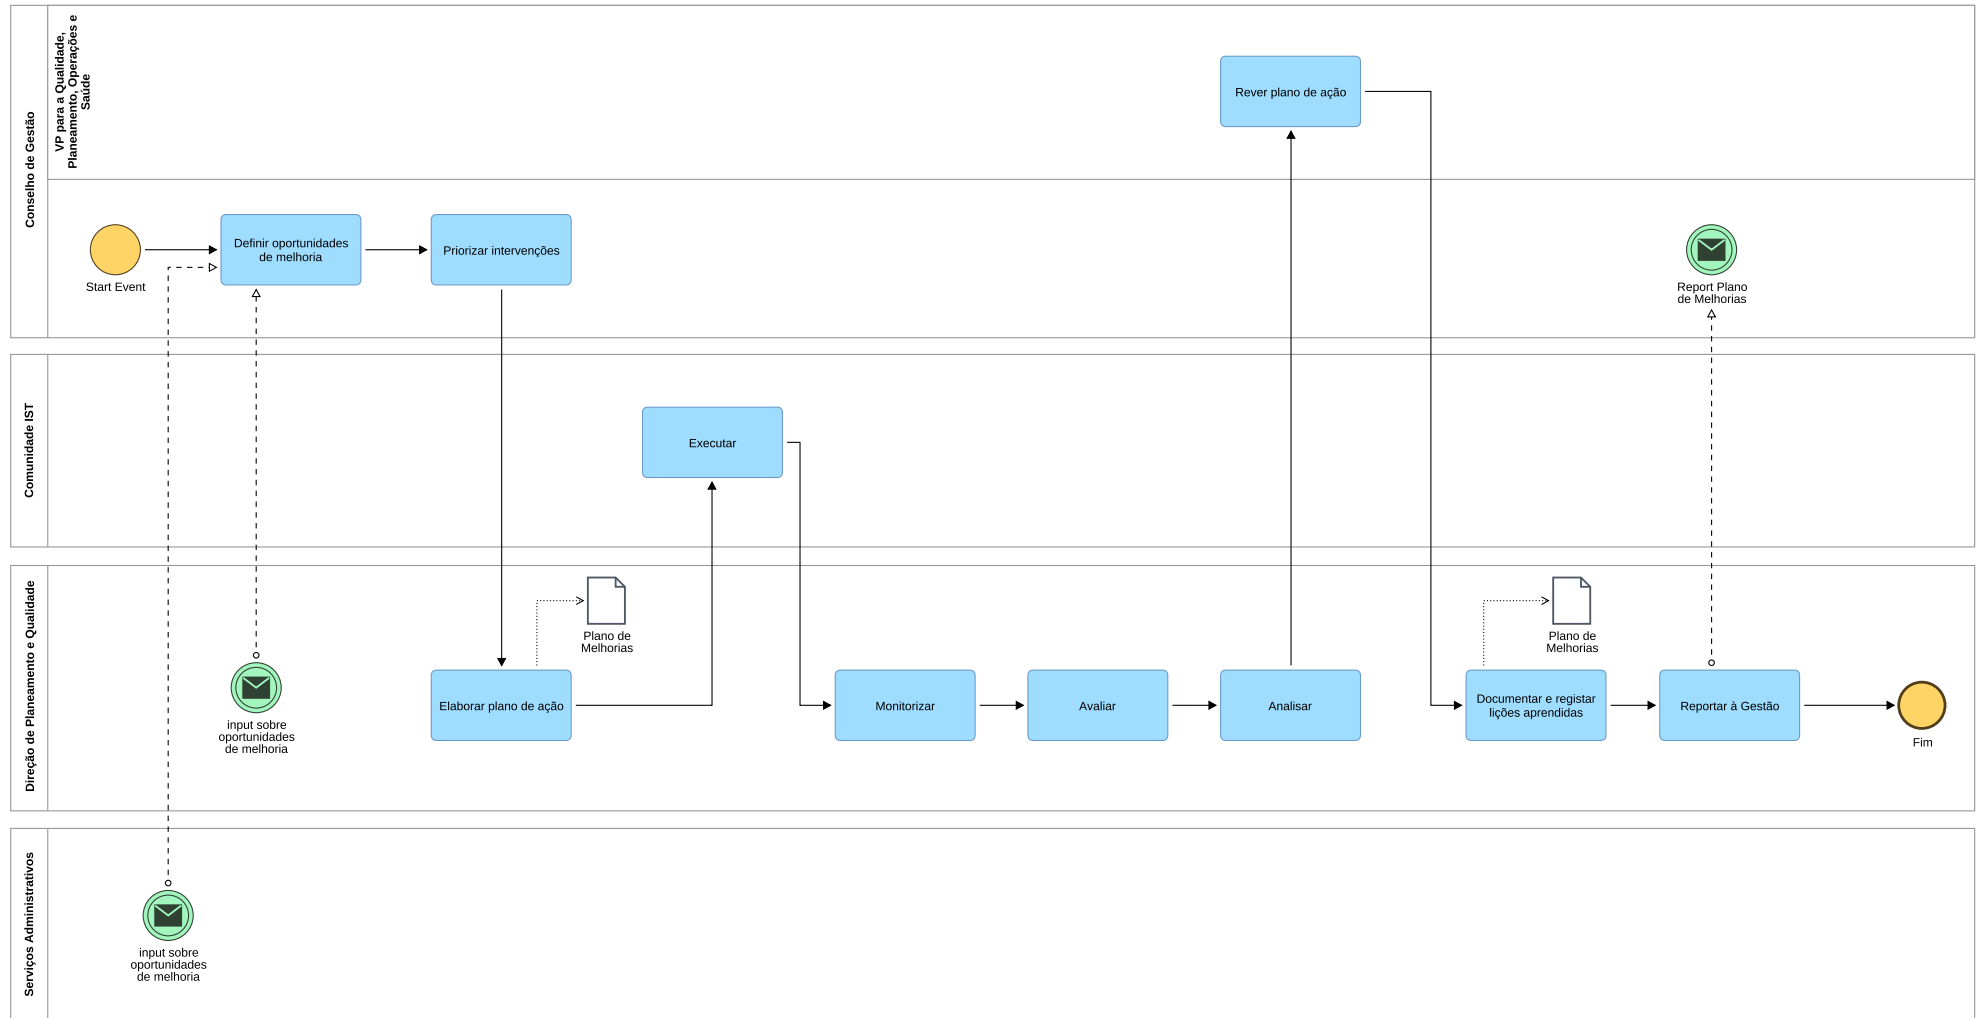 Conselho de Gestão
VP para a Qualidade,
Planeamento, Operações e
Saúde
Rever plano de ação
Start Event
Definir oportunidades
de melhoria
Priorizar intervenções
Report Plano
de Melhorias
Comunidade IST
Executar
Direção de Planeamento e Qualidade
input sobre
oportunidades
de melhoria
Elaborar plano de ação
Plano de
Melhorias
Monitorizar
Avaliar
Analisar
Plano de
Melhorias
Documentar e registar
lições aprendidas
Reportar à Gestão
Fim
Serviços Administrativos
input sobre
oportunidades
de melhoria